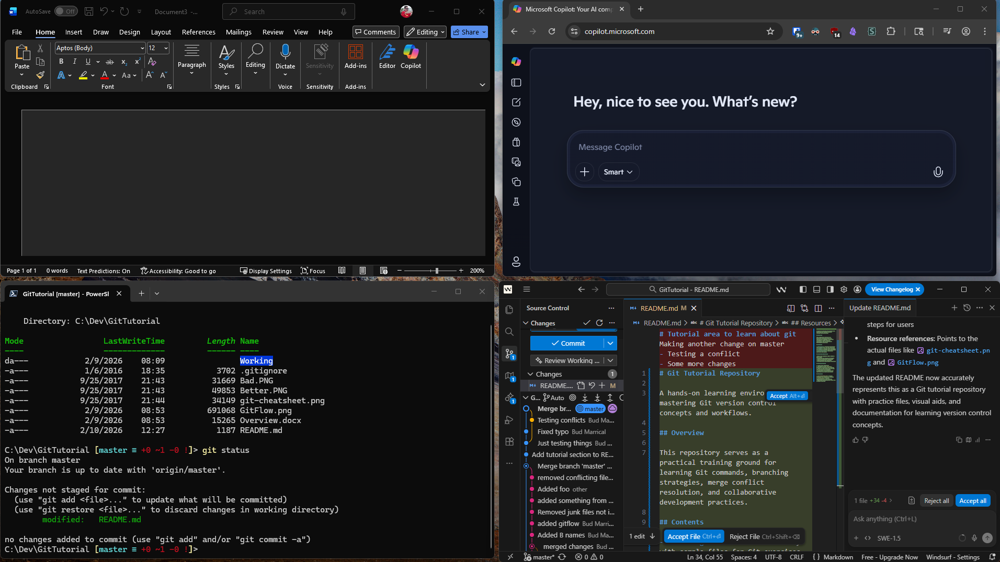 AutoSave Off Document3 -... Search
File Home Insert Draw Design Layout References Mailings Review View Help Comments Editing Share
Aptos (Body) 12
Paste
B I U ab x₂ x² A
A A Aa A A
Paragraph Styles Editing Dictate Sensitivity Add-ins Editor Copilot
Clipboard Font Styles Voice Sensitivity Add-ins
Page 1 of 1 0 words Text Predictions: On Accessibility: Good to go Display Settings Focus 200%
Microsoft Copilot: Your AI comp
copilot.microsoft.com 9+ 14
Hey, nice to see you. What's new?
Message Copilot
Smart
GitTutorial [master] - PowerSl
Directory: C:\Dev\GitTutorial
Mode LastWriteTime Length Name
---- ------------- ------ ----
da--- 2/9/2026 08:09 Working
-a--- 1/6/2016 18:35 3702 .gitignore
-a--- 9/25/2017 21:43 31669 Bad.PNG
-a--- 9/25/2017 21:43 49853 Better.PNG
-a--- 9/25/2017 21:44 34149 git-cheatsheet.png
-a--- 2/9/2026 08:53 691068 GitFlow.png
-a--- 2/9/2026 08:53 15265 Overview.docx
-a--- 2/10/2026 12:27 1187 README.md
C:\Dev\GitTutorial [master ≡ +0 ~1 -0 !]> git status
On branch master
Your branch is up to date with 'origin/master'.
Changes not staged for commit:
(use "git add <file>..." to update what will be committed)
(use "git restore <file>..." to discard changes in working directory)
modified: README.md
no changes added to commit (use "git add" and/or "git commit -a")
C:\Dev\GitTutorial [master ≡ +0 ~1 -0 !]>
GitTutorial - README.md View Changelog
Source Control ...
Changes
Commit
Review Working ...
Changes 1
README.... M
G... Auto
Merge br... master
Testing conflicts Bud Ma...
Fixed typo Bud Marrical
Just testing things Bud ...
Add tutorial section to RE...
Merge branch 'master' ...
removed conflicting file...
Added foo other
added something from ...
Removed junk files not i...
added gitflow Bud Marri...
Added B names Bud Ma...
merged changes Bud ...
README.md M
README.md > # Git Tutorial Repository > ## Resources >
# Tutorial area to learn about git
Making another change on master
- Testing a conflict
- Some more changes
1 # Git Tutorial Repository
2
3 A hands-on learning enviro
mastering Git version control
concepts and workflows.
Accept Alt+⏎
4
5 ## Overview
6
7 This repository serves as a
practical training ground for
learning Git commands, branching
strategies, merge conflict
resolution, and collaborative
development practices.
8
9 ## Contents
1 edit ↓ Accept File Ctrl+⏎ Reject File Ctrl+Shift+⌫
with sample files for Git exercises
Update README.md
steps for users
• Resource references: Points to the
actual files like git-cheatsheet.pn
g and GitFlow.png
The updated README now accurately
represents this as a Git tutorial repository
with practice files, visual aids, and
documentation for learning version control
concepts.
1 file +34 -4 > Reject all Accept all
Ask anything (Ctrl+L)
SWE-1.5
master* 0 0 Ln 34, Col 55 Spaces: 4 UTF-8 CRLF {} Markdown Free - Upgrade Now Windsurf - Settings